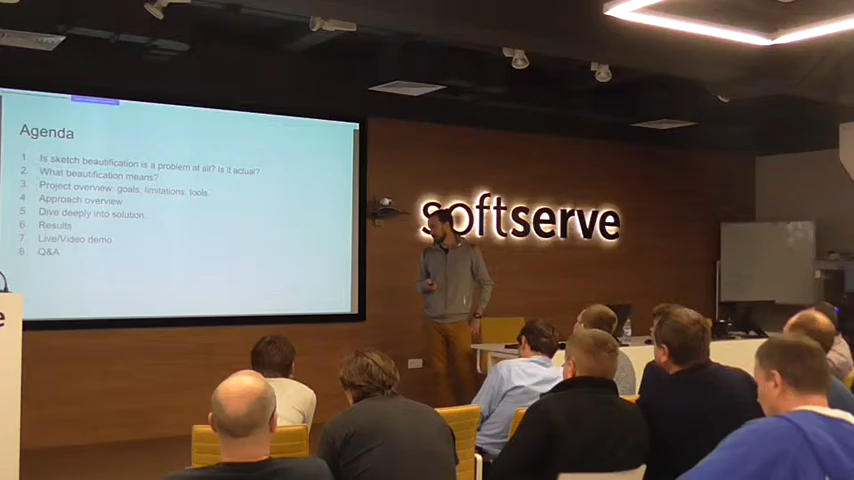 Agenda
1 Is sketch beautification is a problem at all? Is it actual?
2 What beautification means?
3 Project overview: goals, limitations, tools.
4 Approach overview
5 Dive deeply into solution.
6 Results
7 Live/Video demo
8 Q&A
softserve
e